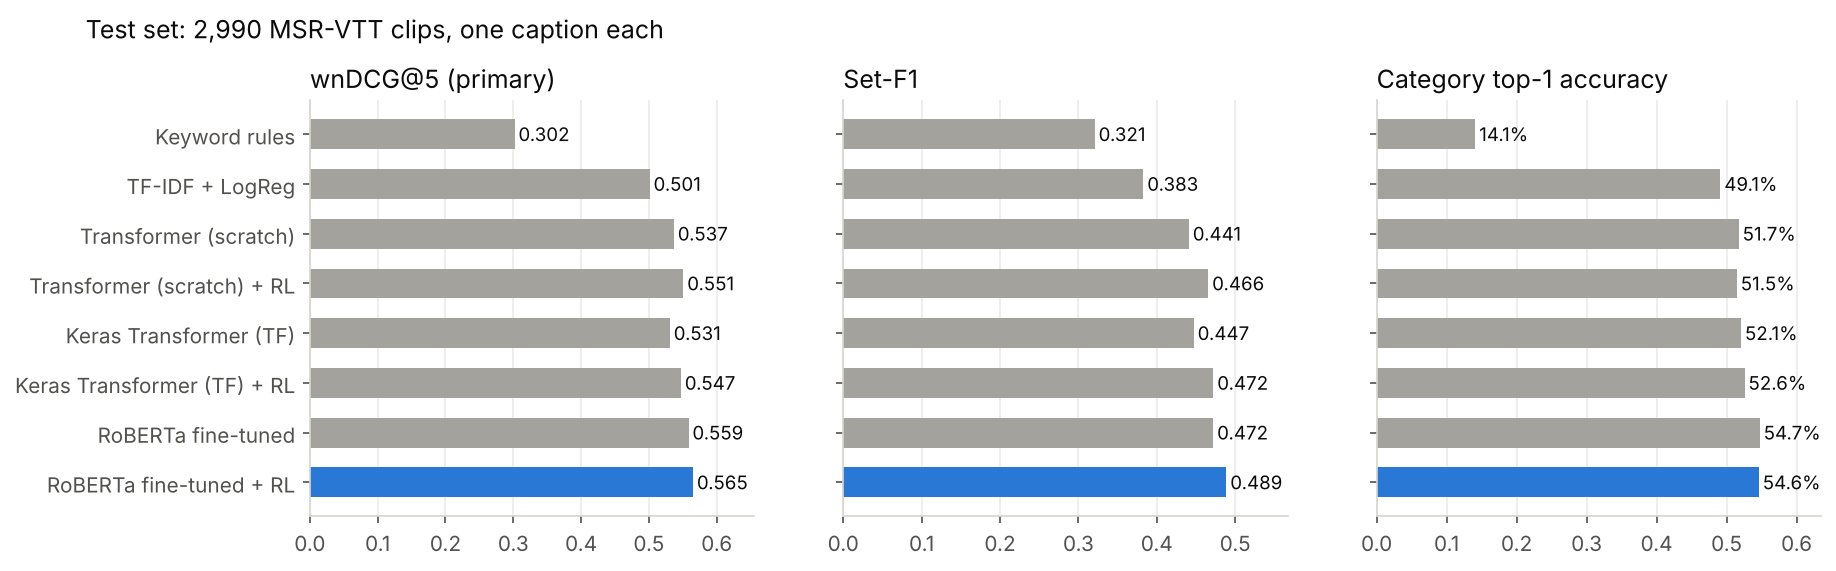 Test set: 2,990 MSR-VTT clips, one caption each
wnDCG@5 (primary)
Keyword rules 0.302
TF-IDF + LogReg 0.501
Transformer (scratch) 0.537
Transformer (scratch) + RL 0.551
Keras Transformer (TF) 0.531
Keras Transformer (TF) + RL 0.547
RoBERTa fine-tuned 0.559
RoBERTa fine-tuned + RL 0.565
0.0 0.1 0.2 0.3 0.4 0.5 0.6
Set-F1
0.321
0.383
0.441
0.466
0.447
0.472
0.472
0.489
0.0 0.1 0.2 0.3 0.4 0.5
Category top-1 accuracy
14.1%
49.1%
51.7%
51.5%
52.1%
52.6%
54.7%
54.6%
0.0 0.1 0.2 0.3 0.4 0.5 0.6